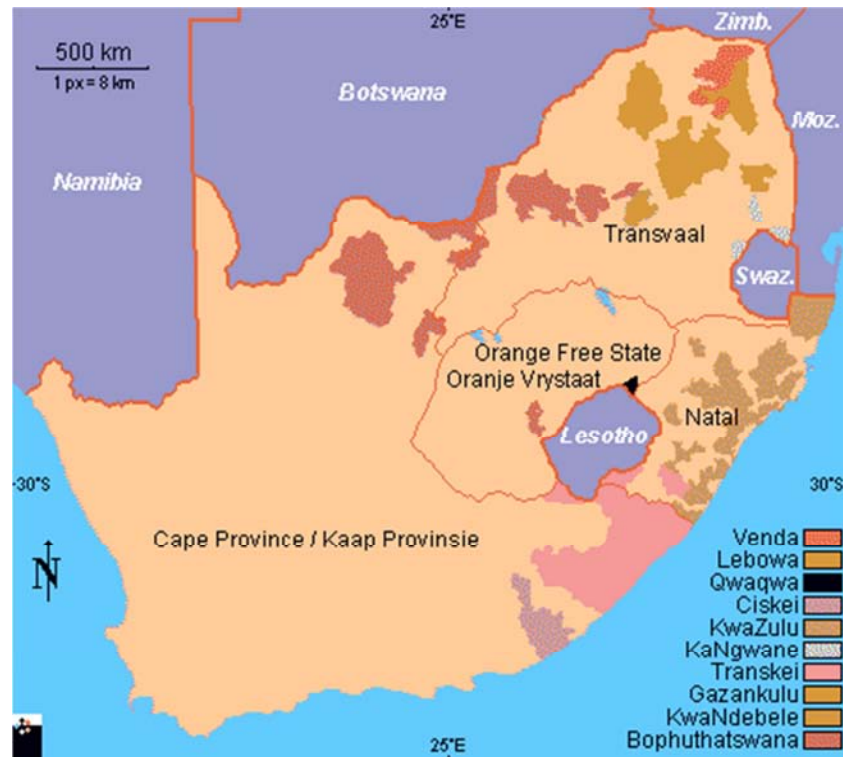 25°E
Zimb.
500 km
1 px = 8 km
Botswana
Moz.
Namibia
Transvaal
Swaz.
Orange Free State
Oranje Vrystaat
Natal
Lesotho
30°S
30°S
Cape Province / Kaap Provinsie
N
Venda
Lebowa
Qwaqwa
Ciskei
KwaZulu
KaNgwane
Transkei
Gazankulu
KwaNdebele
Bophuthatswana
25°E